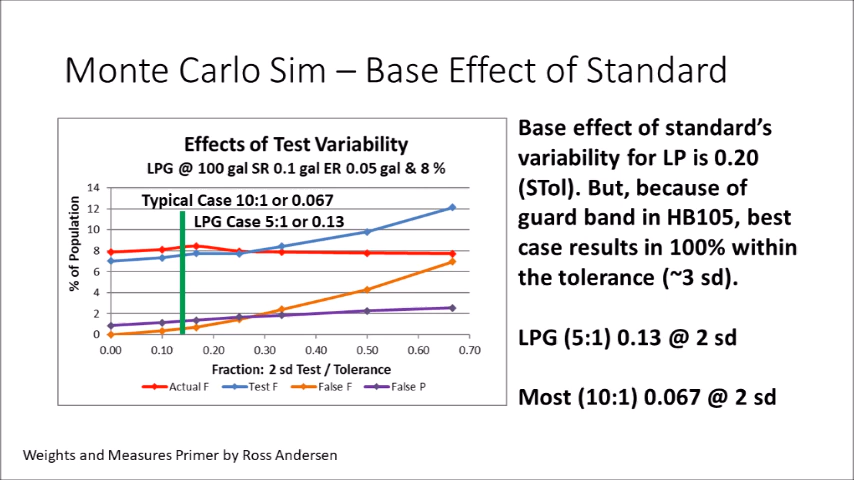 Monte Carlo Sim – Base Effect of Standard
Effects of Test Variability
LPG @ 100 gal SR 0.1 gal ER 0.05 gal & 8 %
Typical Case 10:1 or 0.067
LPG Case 5:1 or 0.13
% of Population
14
12
10
8
6
4
2
0
0.00 0.10 0.20 0.30 0.40 0.50 0.60 0.70
Fraction: 2 sd Test / Tolerance
Actual F Test F False F False P
Base effect of standard’s
variability for LP is 0.20
(STol). But, because of
guard band in HB105, best
case results in 100% within
the tolerance (~3 sd).
LPG (5:1) 0.13 @ 2 sd
Most (10:1) 0.067 @ 2 sd
Weights and Measures Primer by Ross Andersen